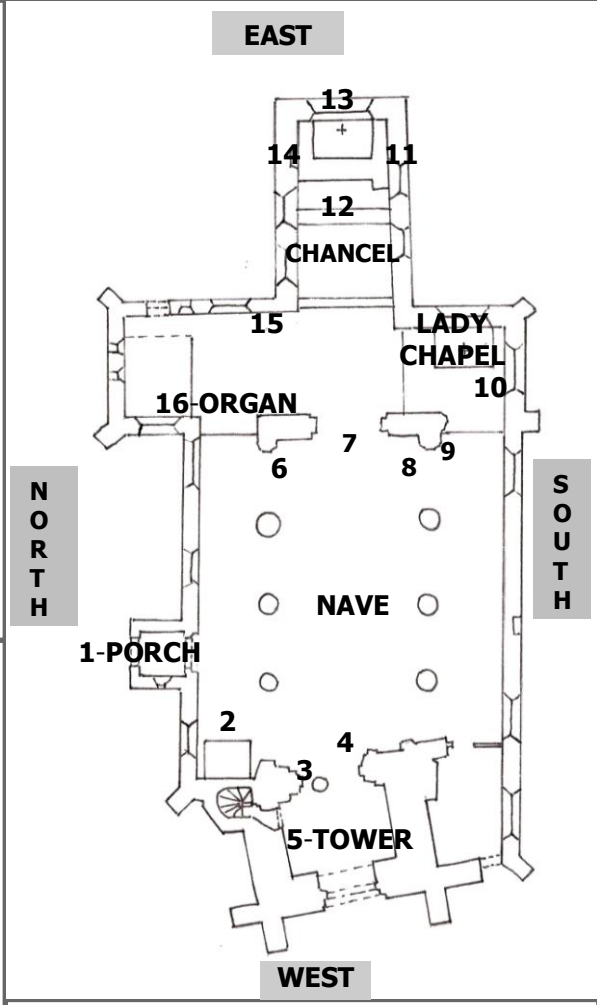 EAST
13
14
11
12
CHANCEL
15
LADY
CHAPEL
10
16-ORGAN
7
9
6
8
N
O
R
T
H
S
O
U
T
H
NAVE
1-PORCH
2
4
3
5-TOWER
WEST